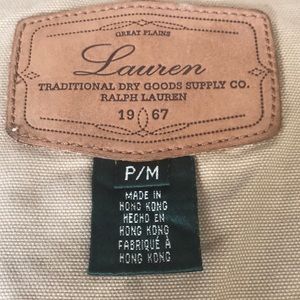 GREAT PLAINS
Lauren
TRADITIONAL DRY GOODS SUPPLY CO.
RALPH LAUREN
19 67
P/M
MADE IN
HONG KONG
HECHO EN
HONG KONG
FABRIQUÉ À
HONG KONG